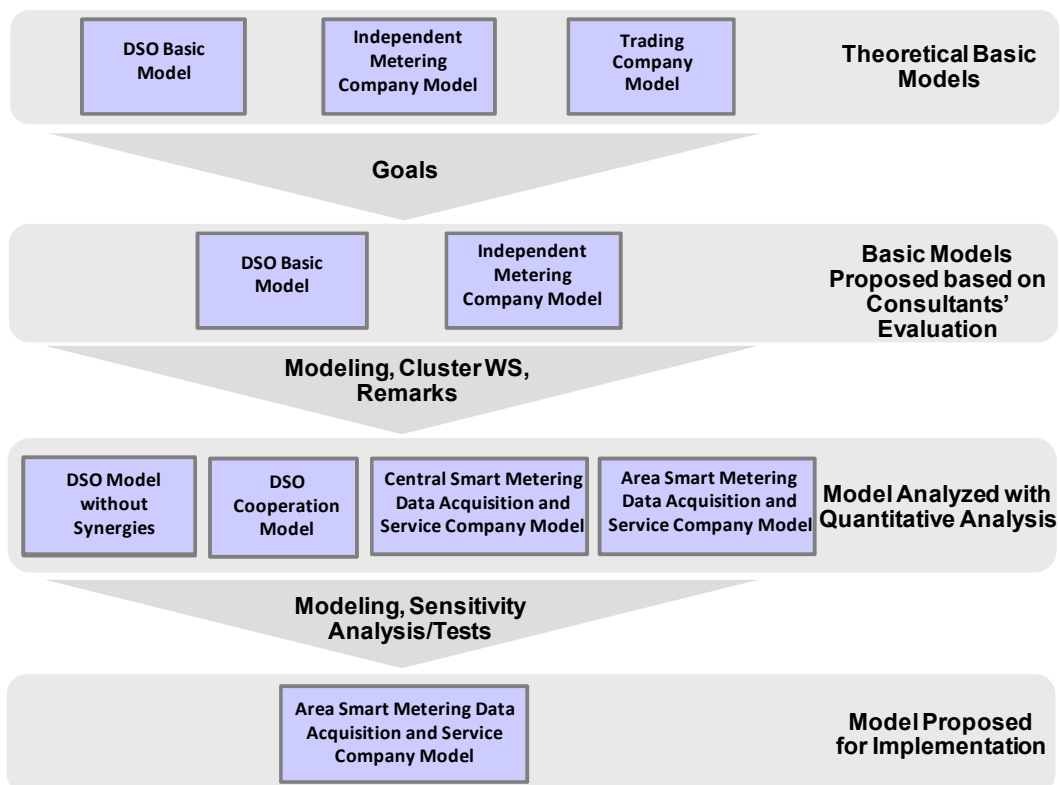 DSO Basic
Model
Independent
Metering
Company Model
Trading
Company
Model
Theoretical Basic
Models
Goals
DSO Basic
Model
Independent
Metering
Company Model
Basic Models
Proposed based on
Consultants’
Evaluation
Modeling, Cluster WS,
Remarks
DSO Model
without
Synergies
DSO
Cooperation
Model
Central Smart Metering
Data Acquisition and
Service Company Model
Area Smart Metering
Data Acquisition and
Service Company Model
Model Analyzed with
Quantitative Analysis
Modeling, Sensitivity
Analysis/Tests
Area Smart Metering Data
Acquisition and Service
Company Model
Model Proposed
for Implementation